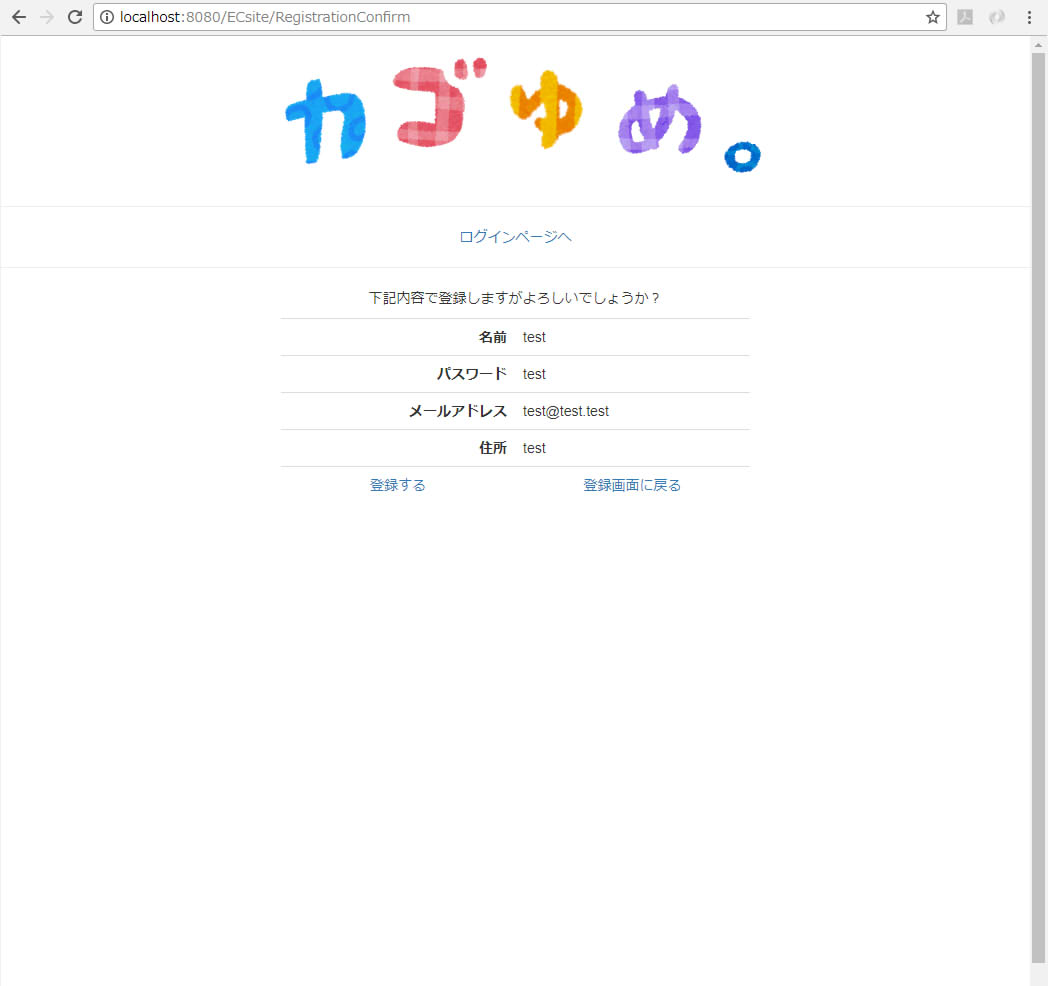 localhost:8080/ECsite/RegistrationConfirm
カゴゆめ。
ログインページへ
下記内容で登録しますがよろしいでしょうか？
名前 test
パスワード test
メールアドレス test@test.test
住所 test
登録する 登録画面に戻る